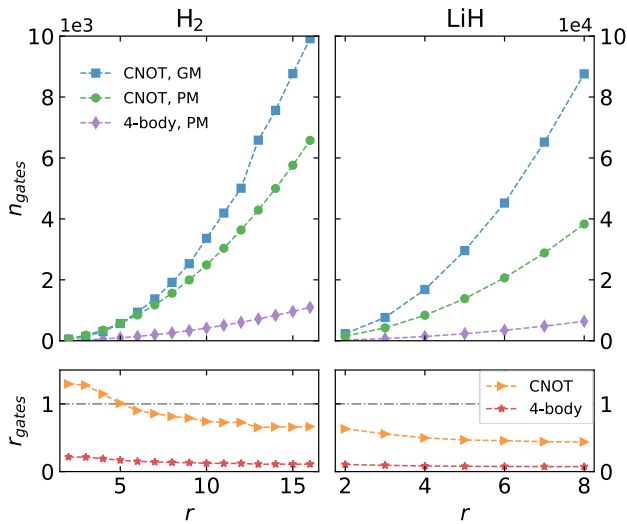 H₂ LiH
1e3 1e4
10 10
CNOT, GM
8 8
CNOT, PM
4-body, PM
6 6
n_gates
4 4
2 2
0 0
CNOT
1 1
4-body
r_gates
0 0
5 10 15 2 4 6 8
r r